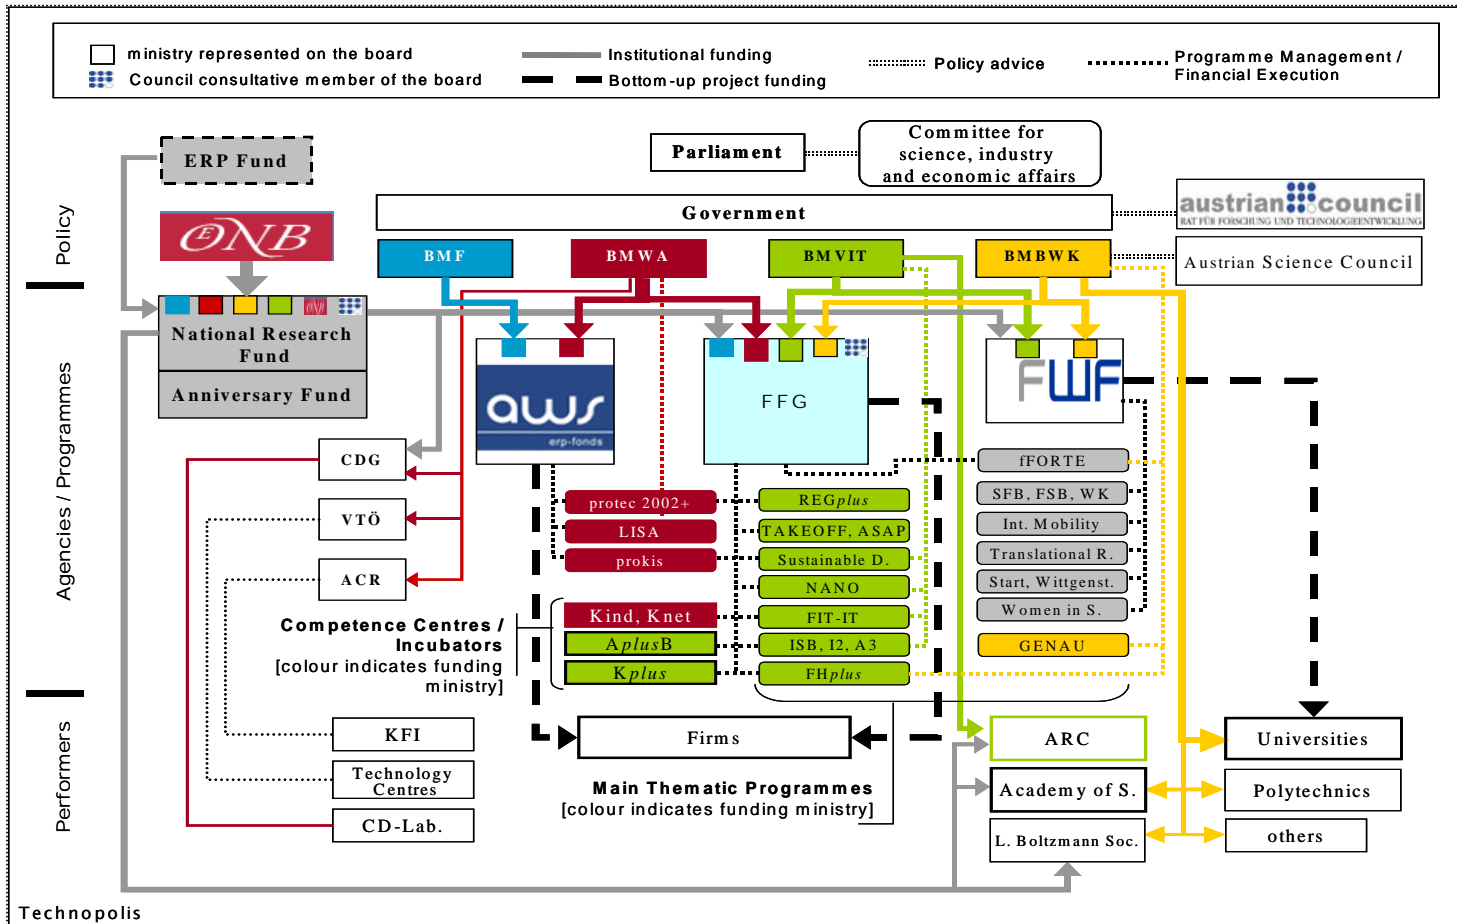 ministry represented on the board
Council consultative member of the board
Institutional funding
Bottom-up project funding
Policy advice
Programme Management /
Financial Execution
ERP Fund
Parliament
Committee for
science, industry
and economic affairs
Policy
Government
austrian council
RAT FÜR FORSCHUNG UND TECHNOLOGIEENTWICKLUNG
Austrian Science Council
OeNB
BMF
BMWA
BMVIT
BMBWK
National Research
Fund
Anniversary Fund
aws
erp-fonds
FFG
FWF
Agencies / Programmes
CDG
VTÖ
ACR
protec 2002+
LISA
prokis
Kind, Knet
AplusB
Kplus
REGplus
TAKEOFF, ASAP
Sustainable D.
NANO
FIT-IT
ISB, I2, A3
FHplus
fFORTE
SFB, FSB, WK
Int. Mobility
Translational R.
Start, Wittgenst.
Women in S.
GENAU
Competence Centres /
Incubators
[colour indicates funding
ministry]
Performers
KFI
Technology
Centres
CD-Lab.
Firms
Main Thematic Programmes
[colour indicates funding ministry]
ARC
Academy of S.
L. Boltzmann Soc.
Universities
Polytechnics
others
Technopolis